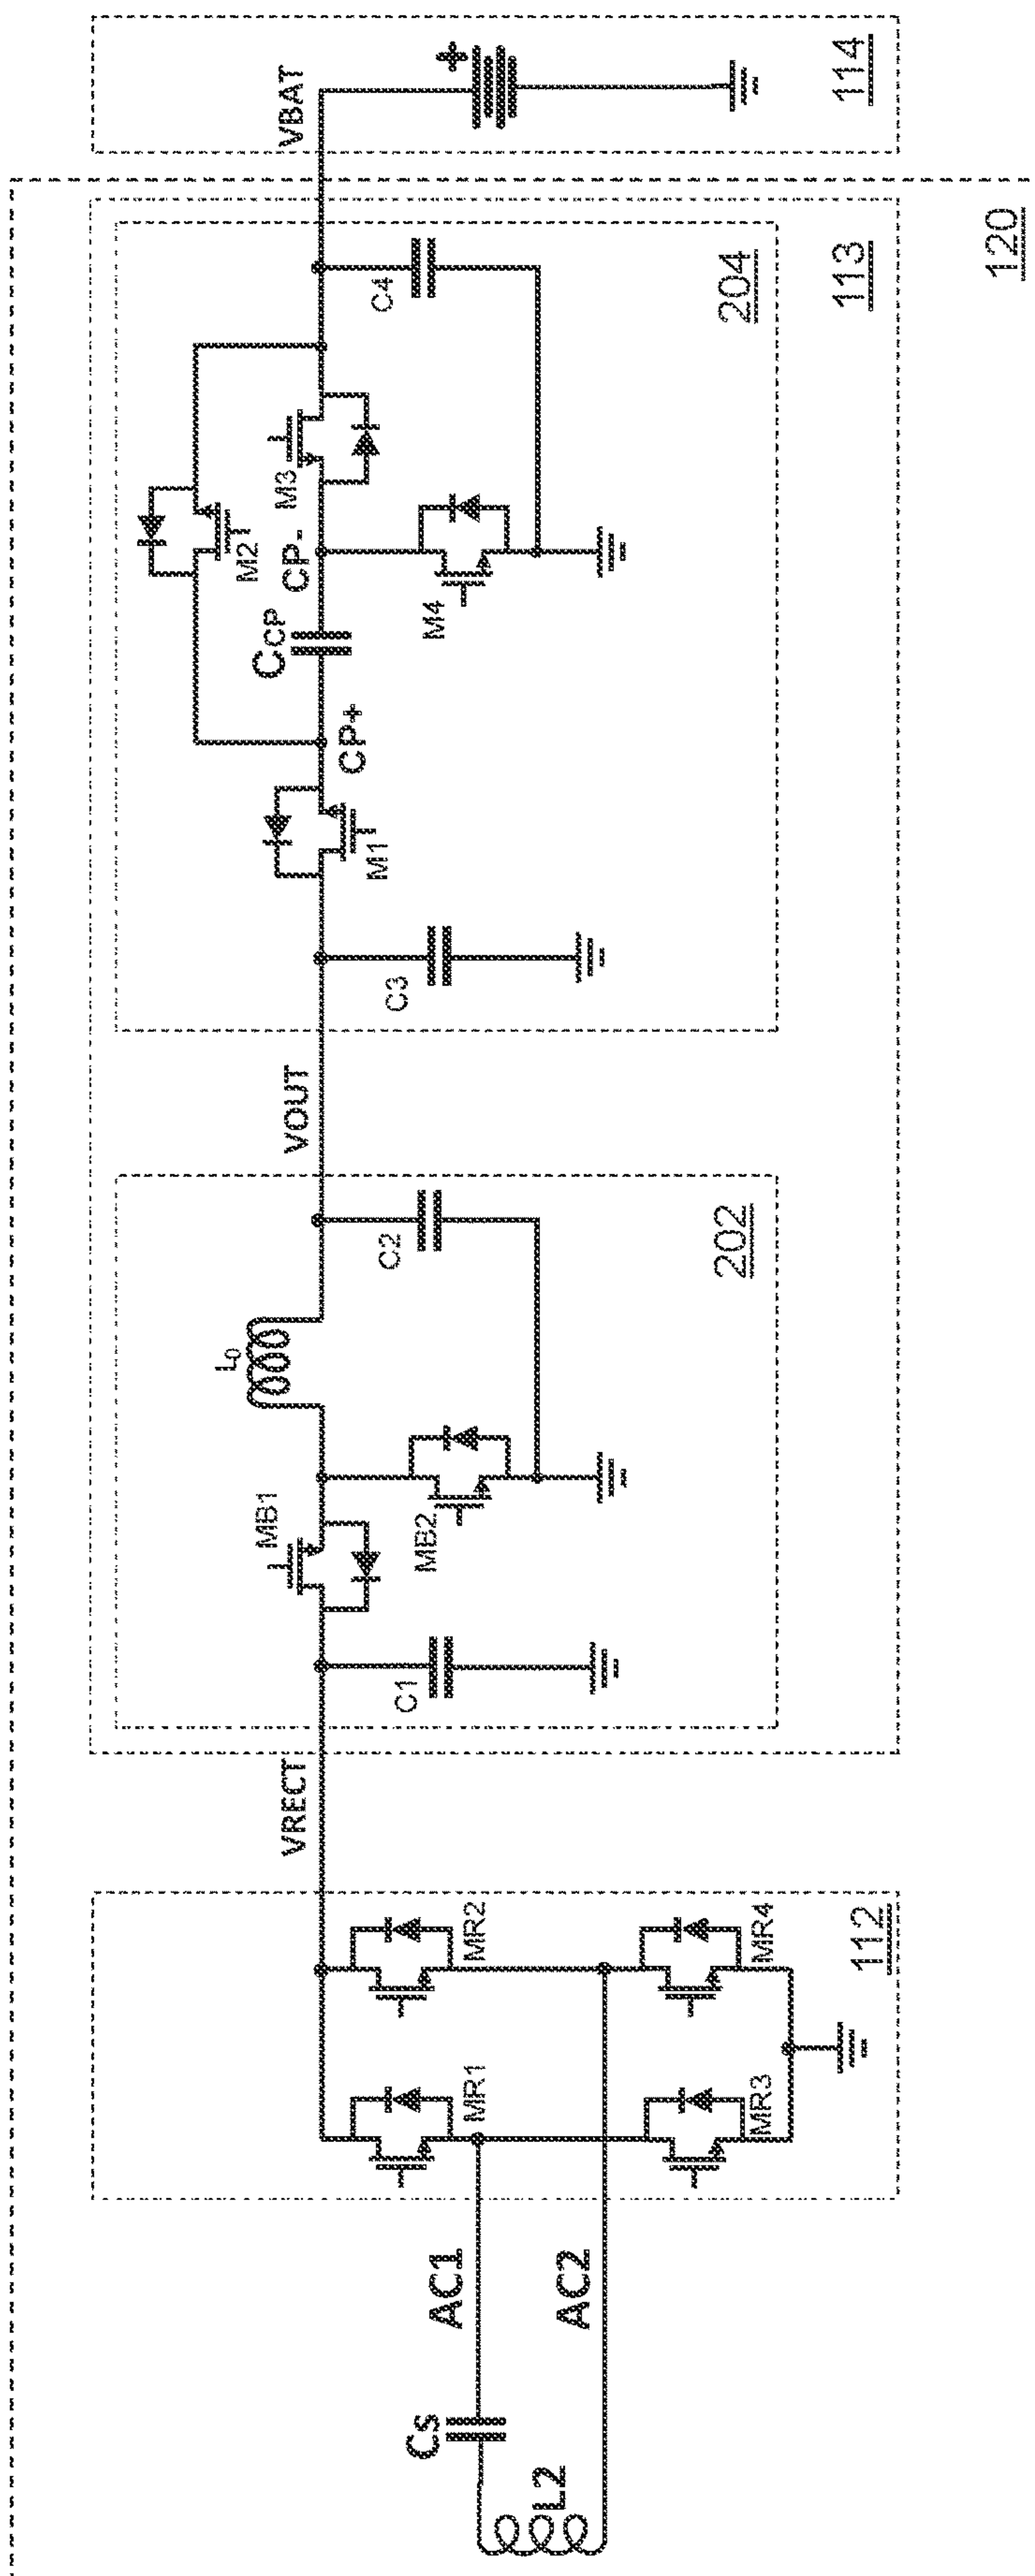 L2
CS
AC1
AC2
MR1
MR2
MR3
MR4
112
VRECT
C1
MB1
MB2
L0
C2
202
VOUT
C3
M1
CP+
CCP
CP-
M2
M3
M4
C4
204
113
VBAT
+
114
120